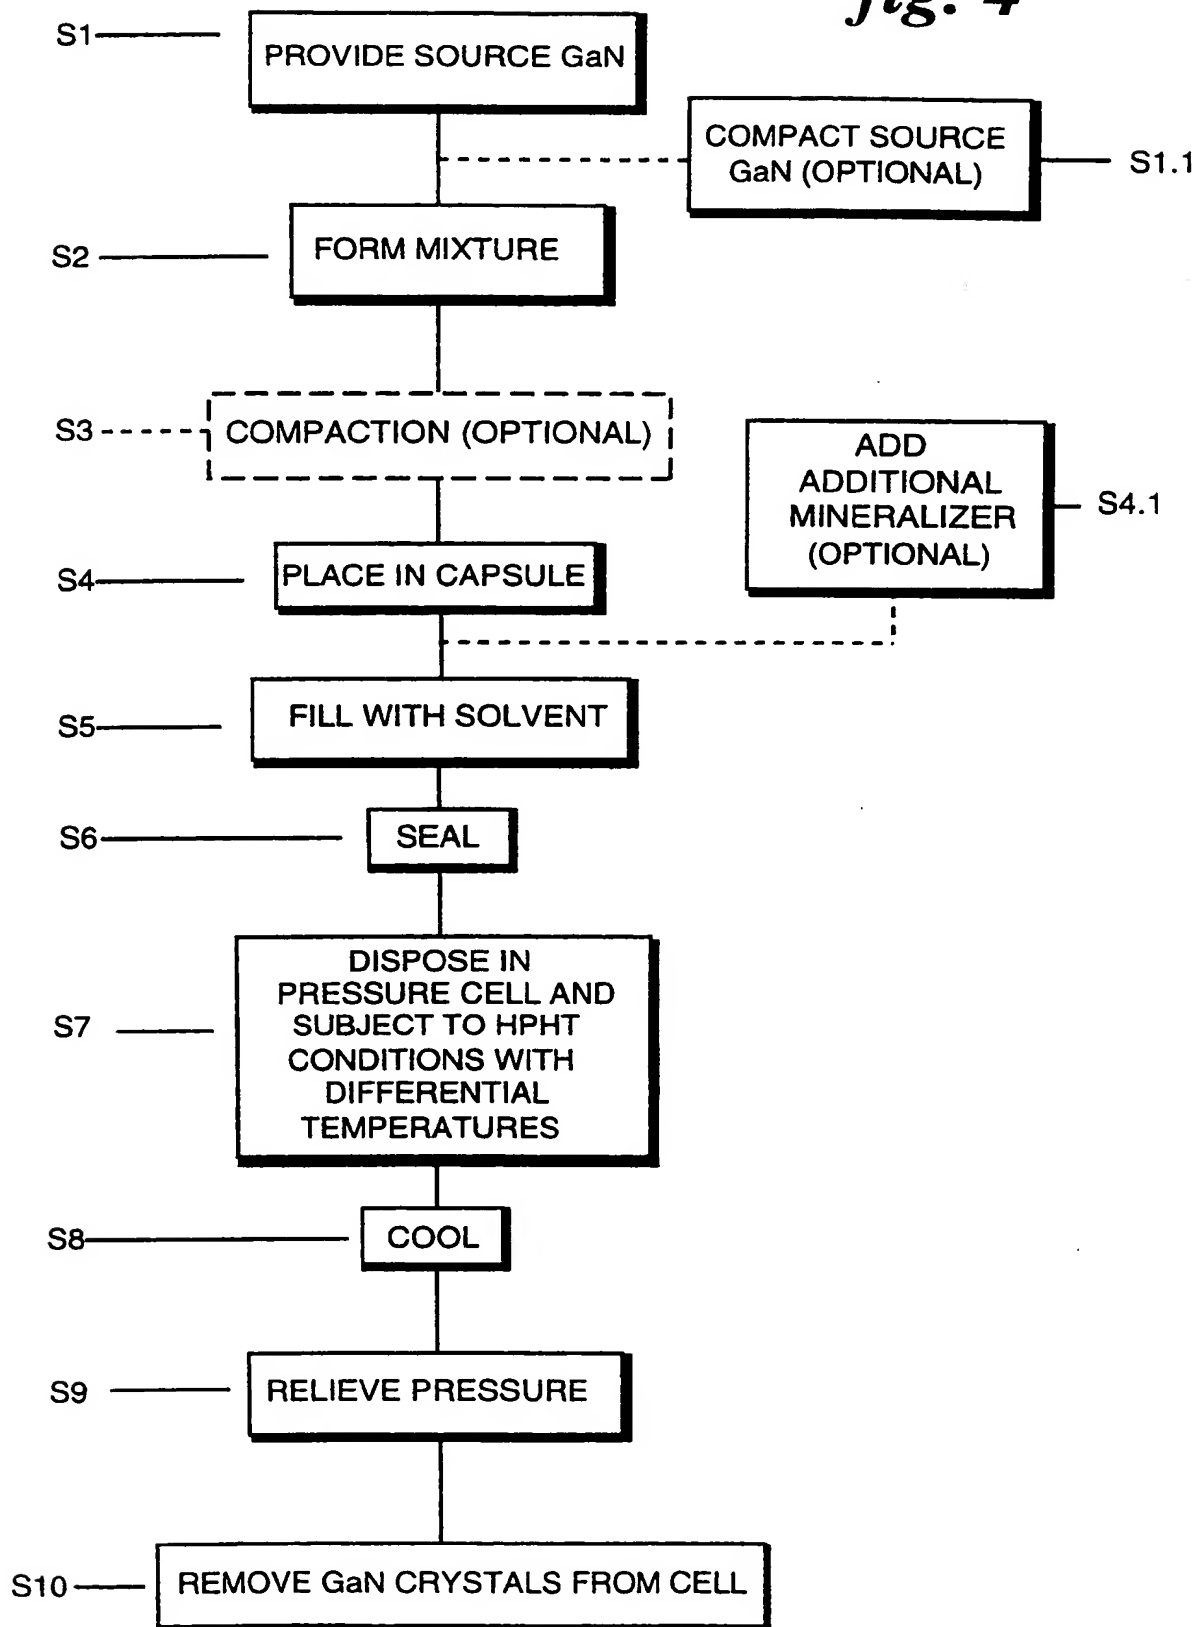 fig. 4
S1
PROVIDE SOURCE GaN
COMPACT SOURCE
GaN (OPTIONAL)
S1.1
S2
FORM MIXTURE
S3
COMPACTION (OPTIONAL)
ADD
ADDITIONAL
MINERALIZER
(OPTIONAL)
S4.1
S4
PLACE IN CAPSULE
S5
FILL WITH SOLVENT
S6
SEAL
S7
DISPOSE IN
PRESSURE CELL AND
SUBJECT TO HPHT
CONDITIONS WITH
DIFFERENTIAL
TEMPERATURES
S8
COOL
S9
RELIEVE PRESSURE
S10
REMOVE GaN CRYSTALS FROM CELL